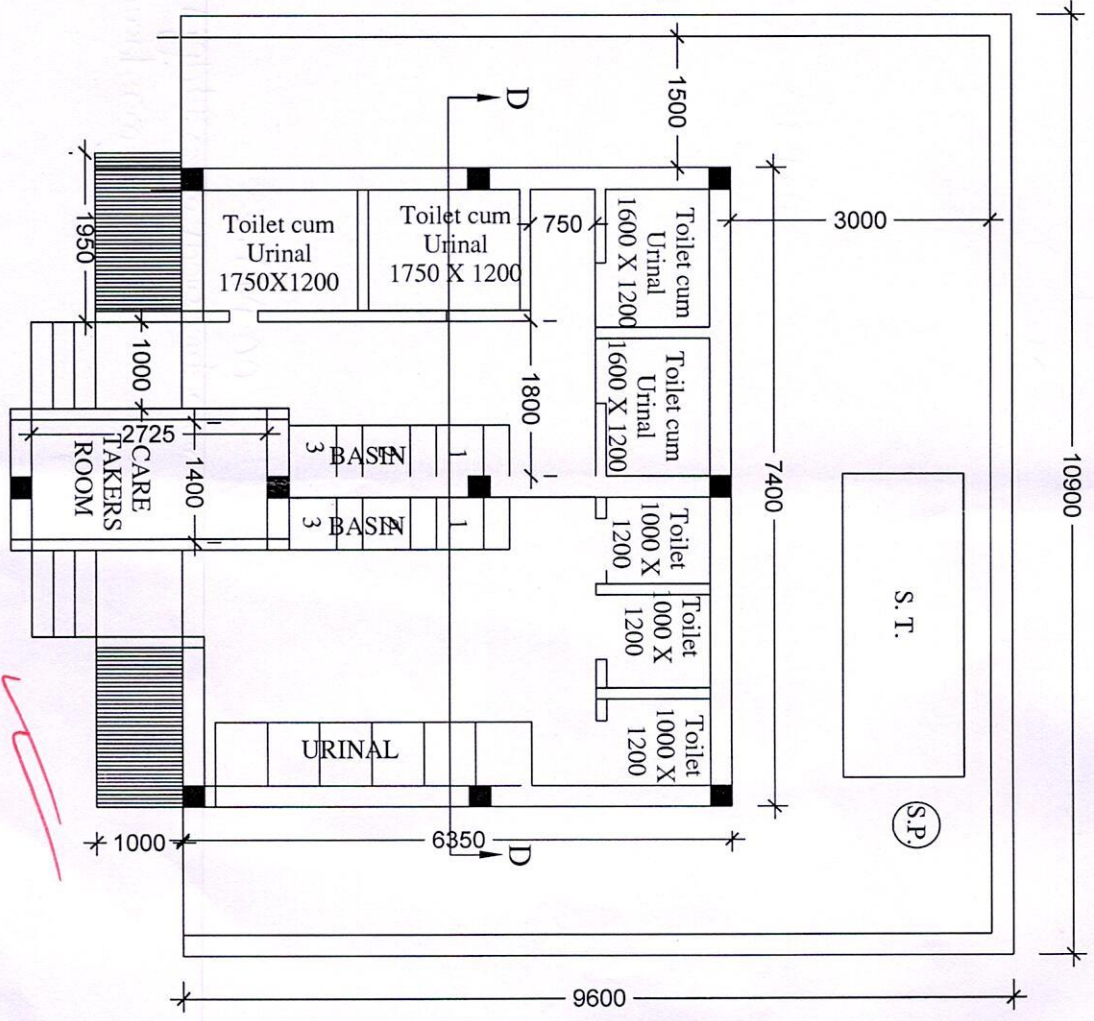 10900
1500
D
7400
3000
1950
Toilet cum
Urinal
1750X1200
Toilet cum
Urinal
1750 X 1200
750
Toilet cum
Urinal
1600 X 1200
1000
1800
Toilet cum
Urinal
1600 X 1200
2725
CARE
TAKERS
ROOM
1400
3
BASIN
1
3
BASIN
1
Toilet
1000 X
1200
Toilet
1000 X
1200
Toilet
1000 X
1200
S. T.
S.P.
URINAL
1000
6350
D
9600